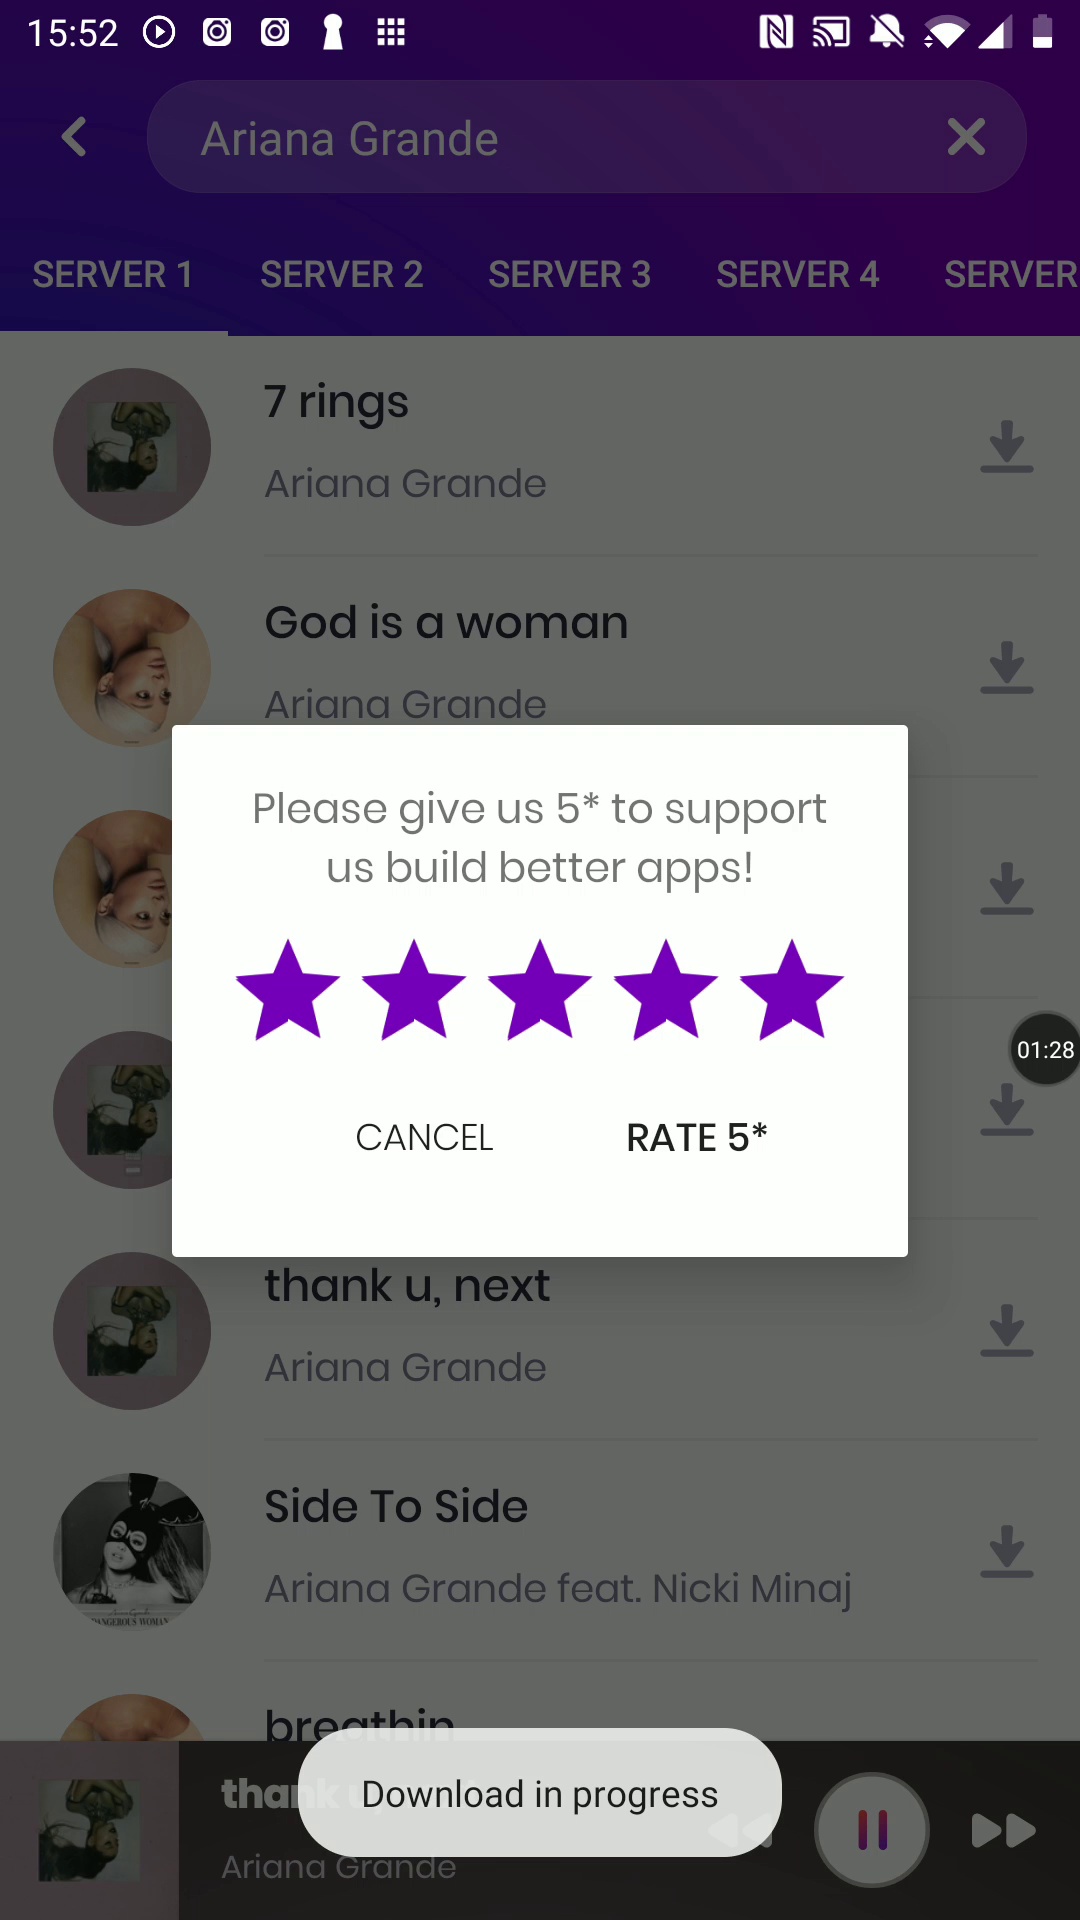 15:52
Ariana Grande
SERVER 1 SERVER 2 SERVER 3 SERVER 4 SERVER
7 rings
Ariana Grande
God is a woman
Ariana Grande
Please give us 5* to support
us build better apps!
01:28
CANCEL RATE 5*
thank u, next
Ariana Grande
Side To Side
Ariana Grande feat. Nicki Minaj
DANGEROUS WOMAN
breathin
thank u
Download in progress
Ariana Grande